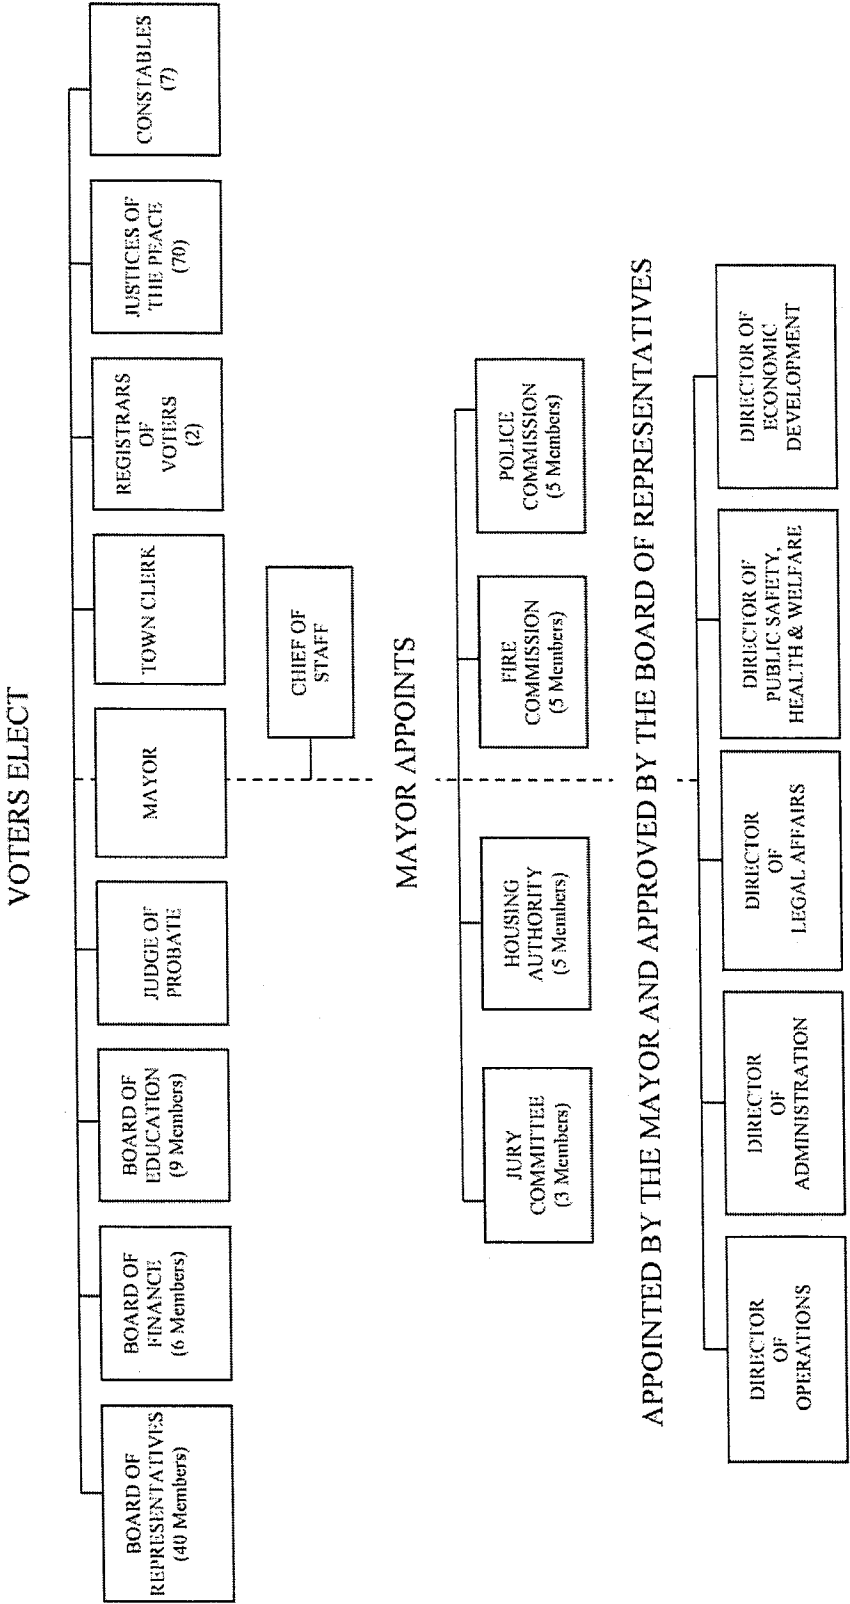 VOTERS ELECT
BOARD OF
REPRESENTATIVES
(40 Members)
BOARD OF
FINANCE
(6 Members)
BOARD OF
EDUCATION
(9 Members)
JUDGE OF
PROBATE
MAYOR
TOWN CLERK
REGISTRARS
OF
VOTERS
(2)
JUSTICES OF
THE PEACE
(70)
CONSTABLES
(7)
CHIEF OF
STAFF
MAYOR APPOINTS
JURY
COMMITTEE
(3 Members)
HOUSING
AUTHORITY
(5 Members)
FIRE
COMMISSION
(5 Members)
POLICE
COMMISSION
(5 Members)
APPOINTED BY THE MAYOR AND APPROVED BY THE BOARD OF REPRESENTATIVES
DIRECTOR
OF
OPERATIONS
DIRECTOR
OF
ADMINISTRATION
DIRECTOR
OF
LEGAL AFFAIRS
DIRECTOR OF
PUBLIC SAFETY,
HEALTH & WELFARE
DIRECTOR OF
ECONOMIC
DEVELOPMENT